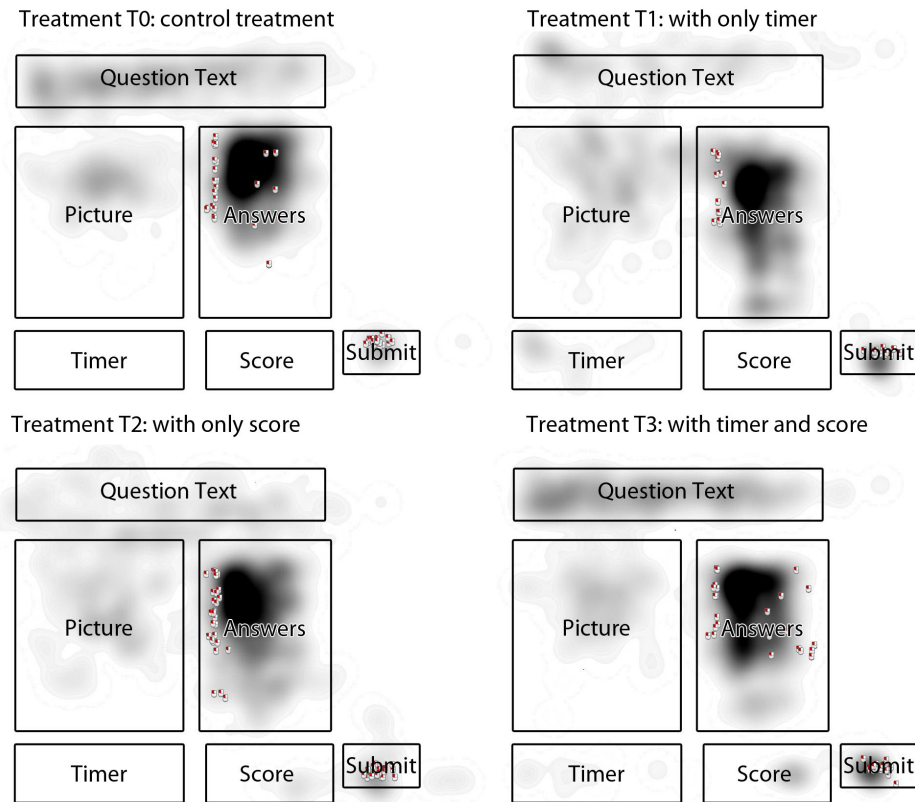 Treatment T0: control treatment
Question Text
Picture
Answers
Timer
Score
Submit
Treatment T1: with only timer
Question Text
Picture
Answers
Timer
Score
Submit
Treatment T2: with only score
Question Text
Picture
Answers
Timer
Score
Submit
Treatment T3: with timer and score
Question Text
Picture
Answers
Timer
Score
Submit